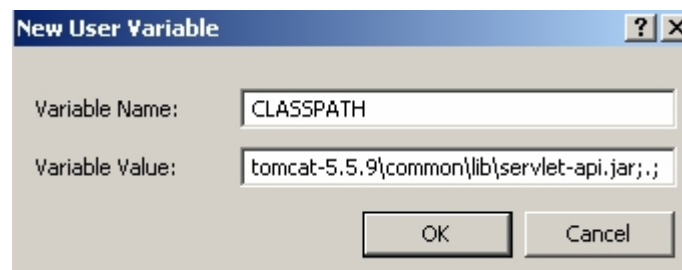 New User Variable
Variable Name: CLASSPATH
Variable Value: tomcat-5.5.9\common\lib\servlet-api.jar;.;
OK Cancel